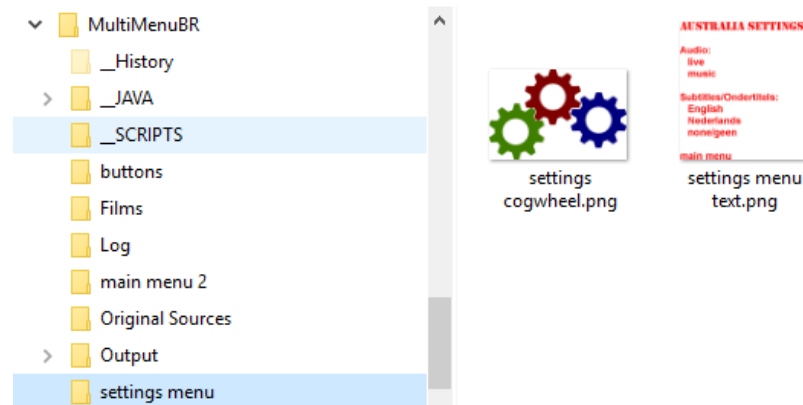 MultiMenuBR
__History
__JAVA
__SCRIPTS
buttons
Films
Log
main menu 2
Original Sources
Output
settings menu
settings
cogwheel.png
AUSTRALIA SETTINGS
Audio:
live
music
Subtitles/Ondertitels:
English
Nederlands
none/geen
main menu
settings menu
text.png